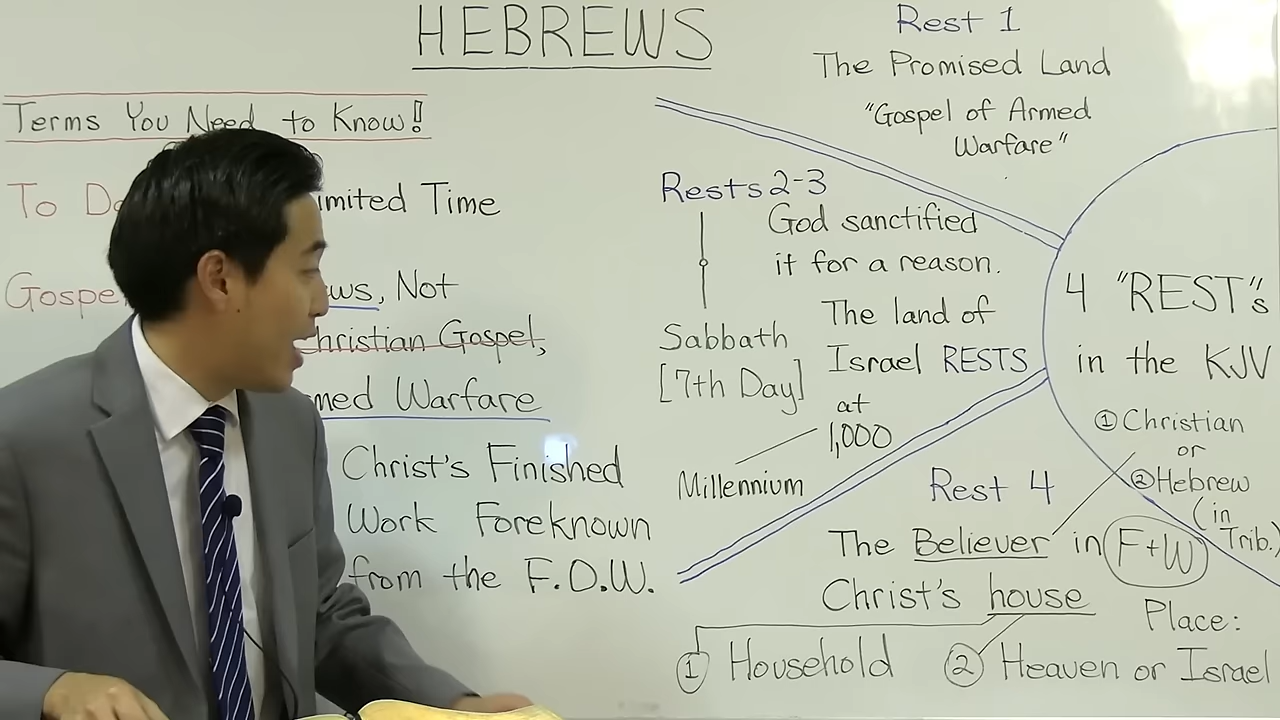 HEBREWS
Terms You Need to Know!
To Da
imited Time
Gospe
ws, Not
Christian Gospel,
med Warfare
Christ's Finished
Work Foreknown
from the F.O.W.
Rest 1
The Promised Land
"Gospel of Armed
Warfare"
Rests 2-3
God sanctified
it for a reason.
Sabbath
[7th Day]
The land of
Israel RESTS
at
1,000
Millennium
4 "REST"s
in the KJV
① Christian
or
② Hebrew
(in
Trib.)
Rest 4
The Believer in F+W
Christ's house
Place:
① Household
② Heaven or Israel